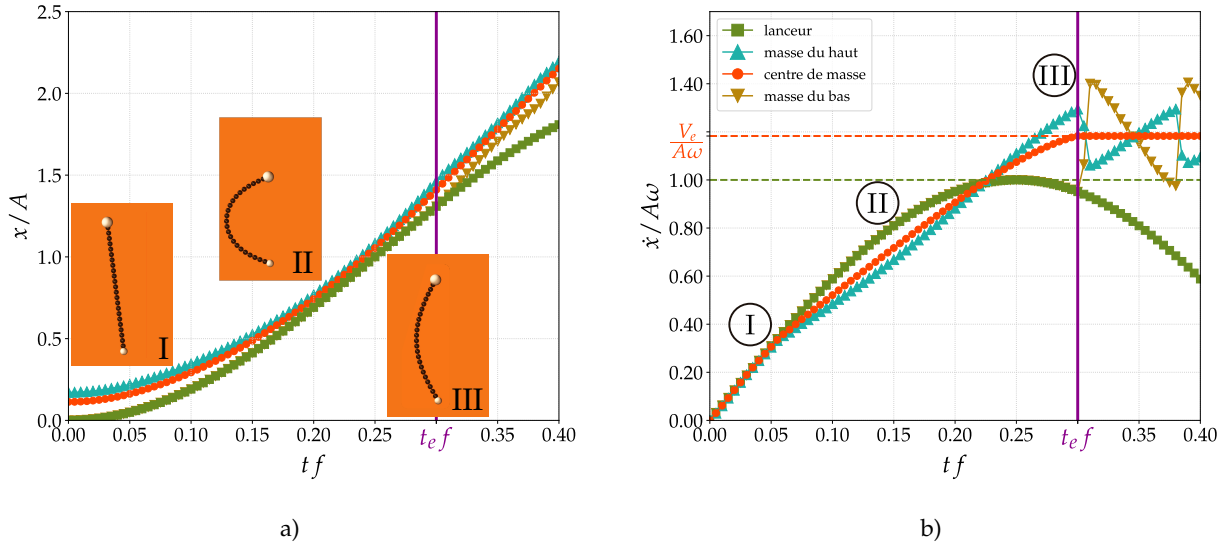 2.5
2.0
1.5
1.0
0.5
0.0
x/A
I
II
III
0.00 0.05 0.10 0.15 0.20 0.25 0.30 0.35 0.40
t_e f
t f
a)
1.60
1.40
1.00
0.80
0.60
0.40
0.20
0.00
V_e
Aω
ẋ/Aω
lanceur
masse du haut
centre de masse
masse du bas
I
II
III
0.00 0.05 0.10 0.15 0.20 0.25 0.35 0.40
t_e f
t f
b)